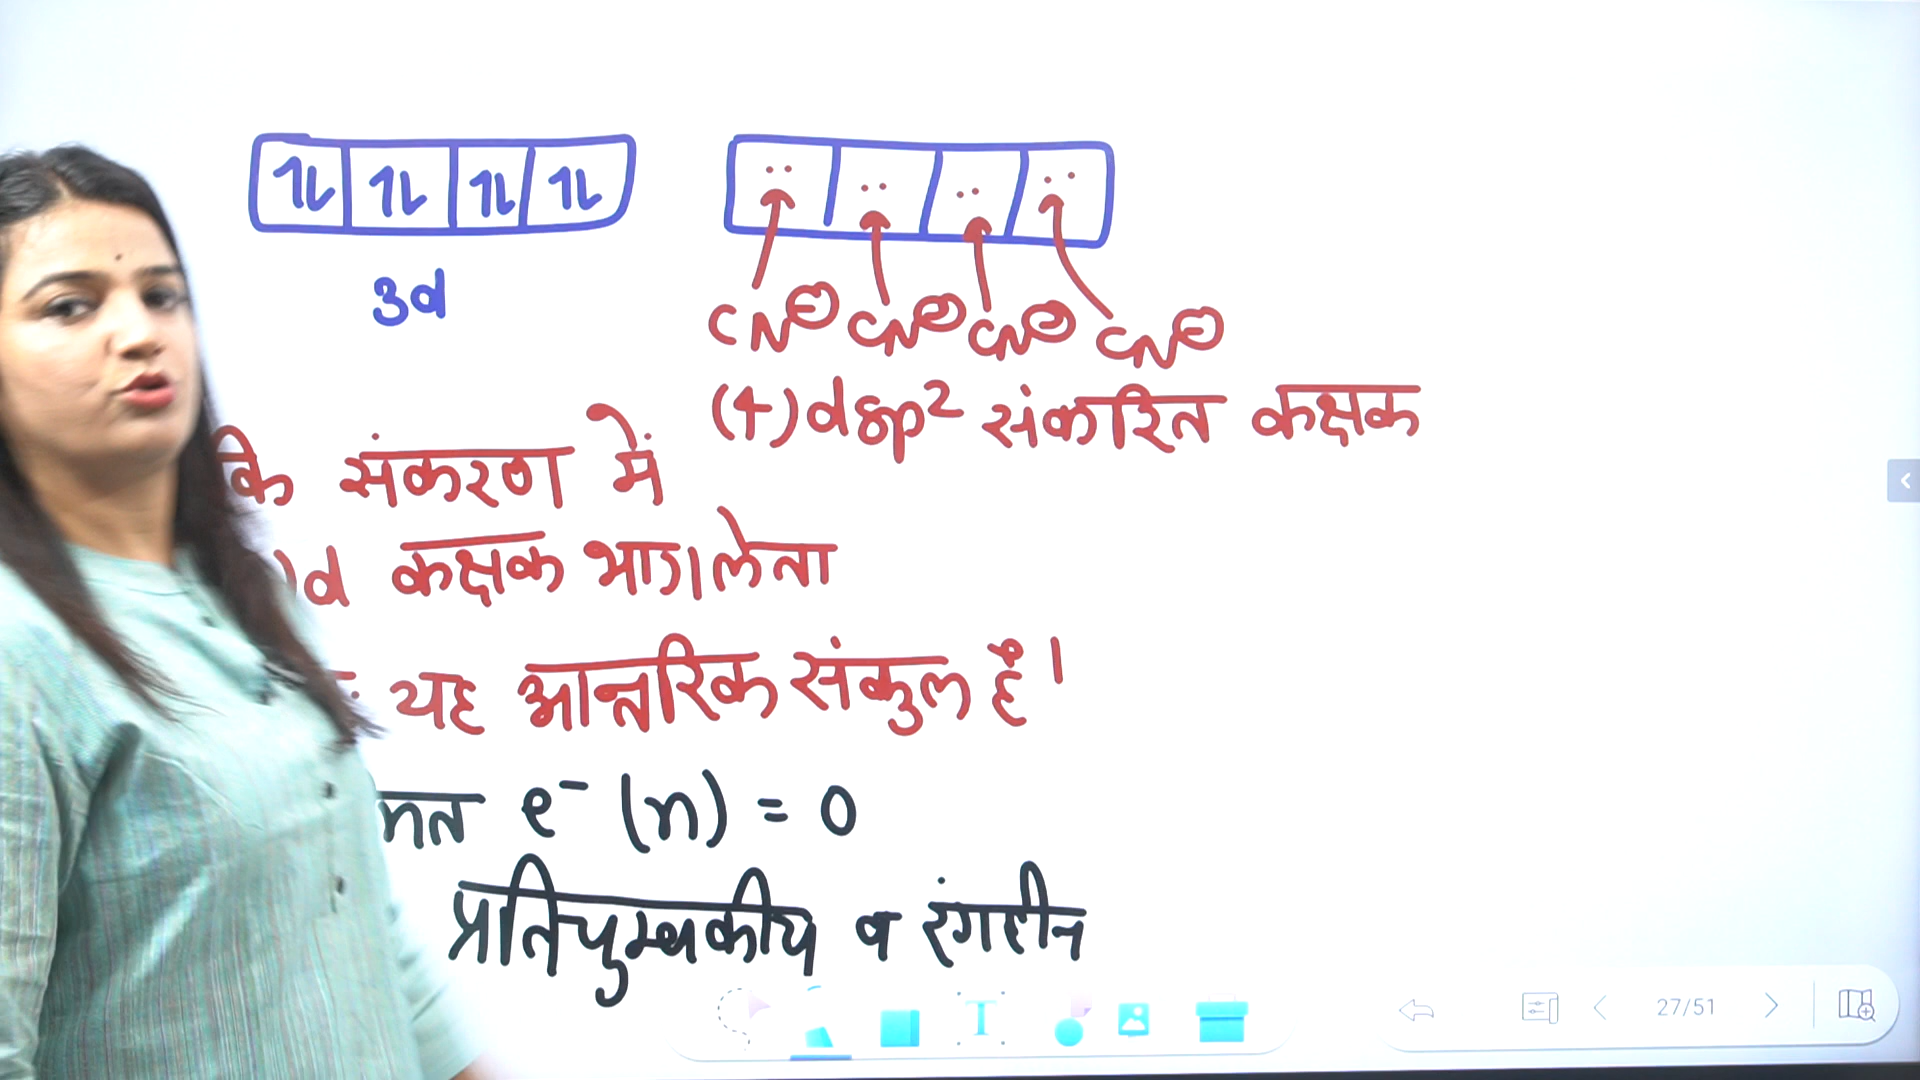 1L 1L 1L 1L
3d
CN⊖ CN⊖ CN⊖ CN⊖
(4) dsp² संकरित कक्षक
कि संकरण में
)d कक्षक भाग लेता
यह आन्तरिक संकुल है।
e⁻ (n) = 0
प्रतिचुम्बकीय व रंगहीन
T
27/51